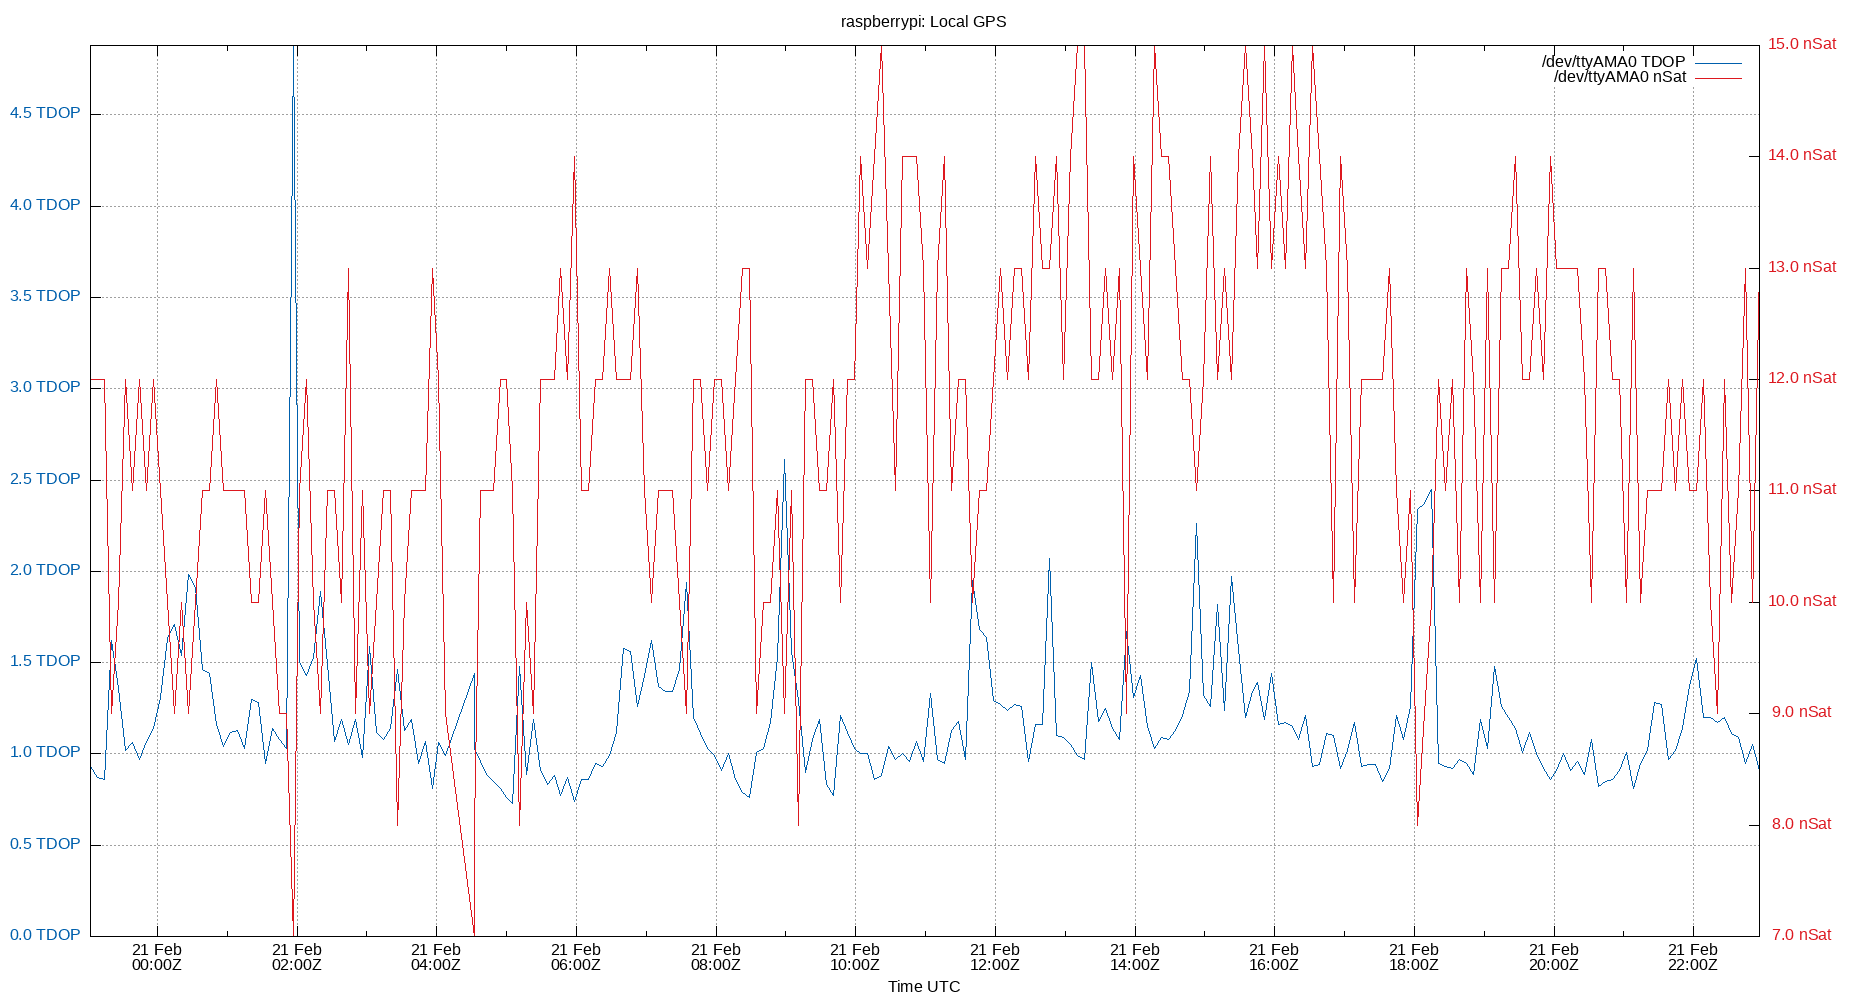 raspberrypi: Local GPS
15.0 nSat
/dev/ttyAMA0 TDOP
/dev/ttyAMA0 nSat
4.5 TDOP
14.0 nSat
4.0 TDOP
13.0 nSat
3.5 TDOP
3.0 TDOP
12.0 nSat
2.5 TDOP
11.0 nSat
2.0 TDOP
10.0 nSat
1.5 TDOP
9.0 nSat
1.0 TDOP
8.0 nSat
0.5 TDOP
0.0 TDOP
7.0 nSat
21 Feb 21 Feb 21 Feb 21 Feb 21 Feb 21 Feb 21 Feb 21 Feb 21 Feb 21 Feb 21 Feb 21 Feb
00:00Z 02:00Z 04:00Z 06:00Z 08:00Z 10:00Z 12:00Z 14:00Z 16:00Z 18:00Z 20:00Z 22:00Z
Time UTC